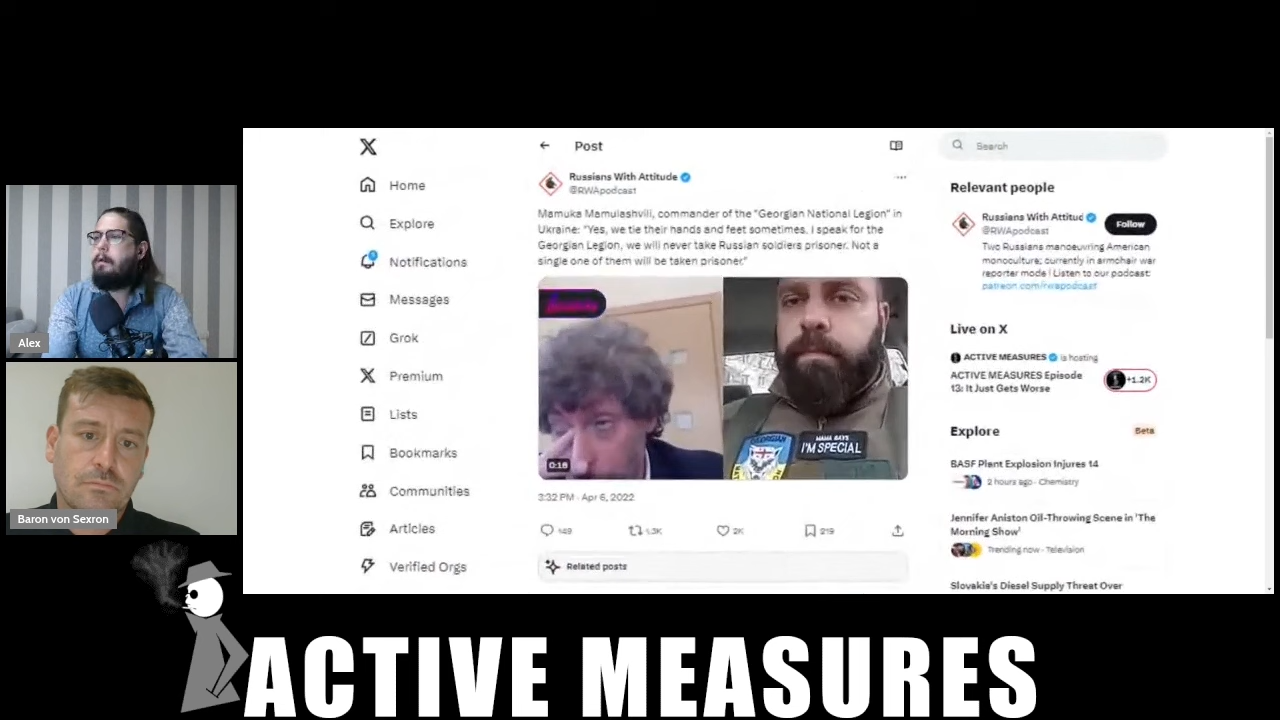 Alex
Baron von Sexron
ACTIVE MEASURES
X
Home
Explore
Notifications
Messages
Grok
Premium
Lists
Bookmarks
Communities
Articles
Verified Orgs
Post
Russians With Attitude
@RWApodcast
Mamuka Mamulashvili, commander of the "Georgian National Legion" in
Ukraine: "Yes, we tie their hands and feet sometimes. I speak for the
Georgian Legion, we will never take Russian soldiers prisoner. Not a
single one of them will be taken prisoner."
0:16
GEORGIAN
MAMA SAYS
I'M SPECIAL
3:32 PM · Apr 6, 2022
149
1.3K
2K
219
Related posts
Search
Relevant people
Russians With Attitud
@RWApodcast
Follow
Two Russians manoeuvring American
monoculture; currently in armchair war
reporter mode | Listen to our podcast:
patreon.com/rwapodcast
Live on X
ACTIVE MEASURES is hosting
ACTIVE MEASURES Episode
13: It Just Gets Worse
+1.2K
Explore
Beta
BASF Plant Explosion Injures 14
2 hours ago · Chemistry
Jennifer Aniston Oil-Throwing Scene in 'The
Morning Show'
Trending now · Television
Slovakia's Diesel Supply Threat Over